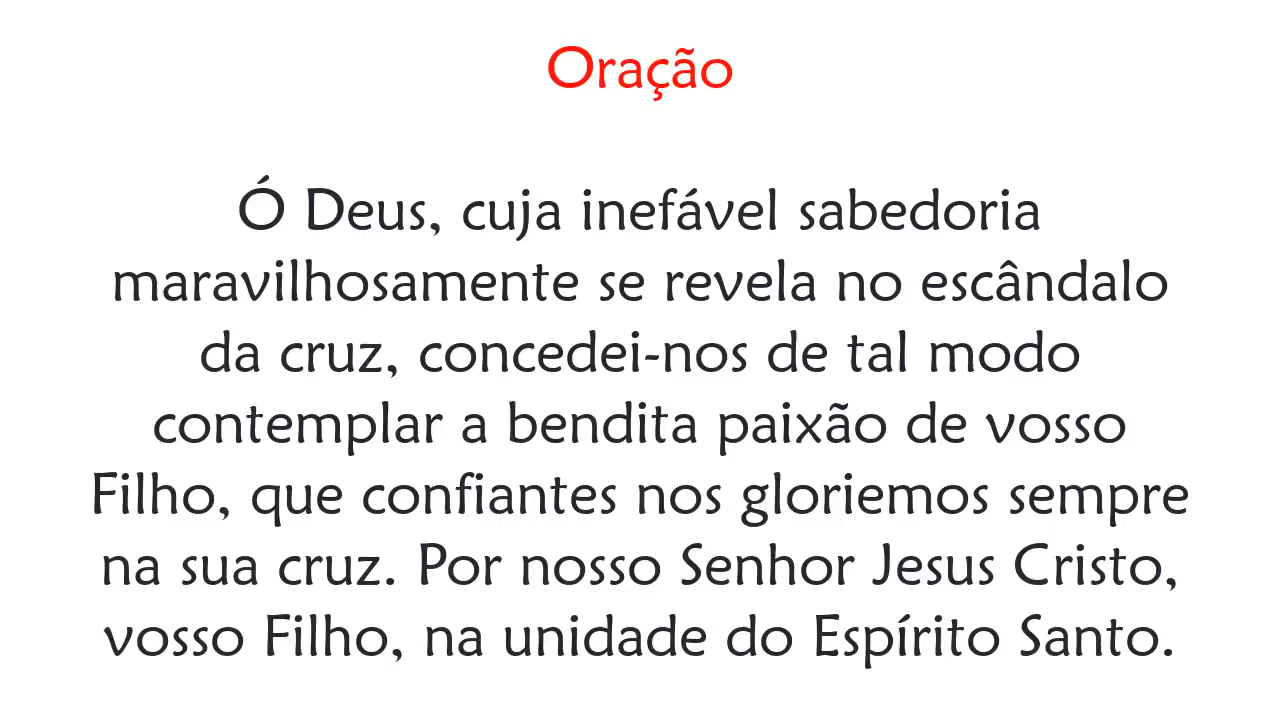 Oração
Ó Deus, cuja inefável sabedoria
maravilhosamente se revela no escândalo
da cruz, concedei-nos de tal modo
contemplar a bendita paixão de vosso
Filho, que confiantes nos gloriemos sempre
na sua cruz. Por nosso Senhor Jesus Cristo,
vosso Filho, na unidade do Espírito Santo.